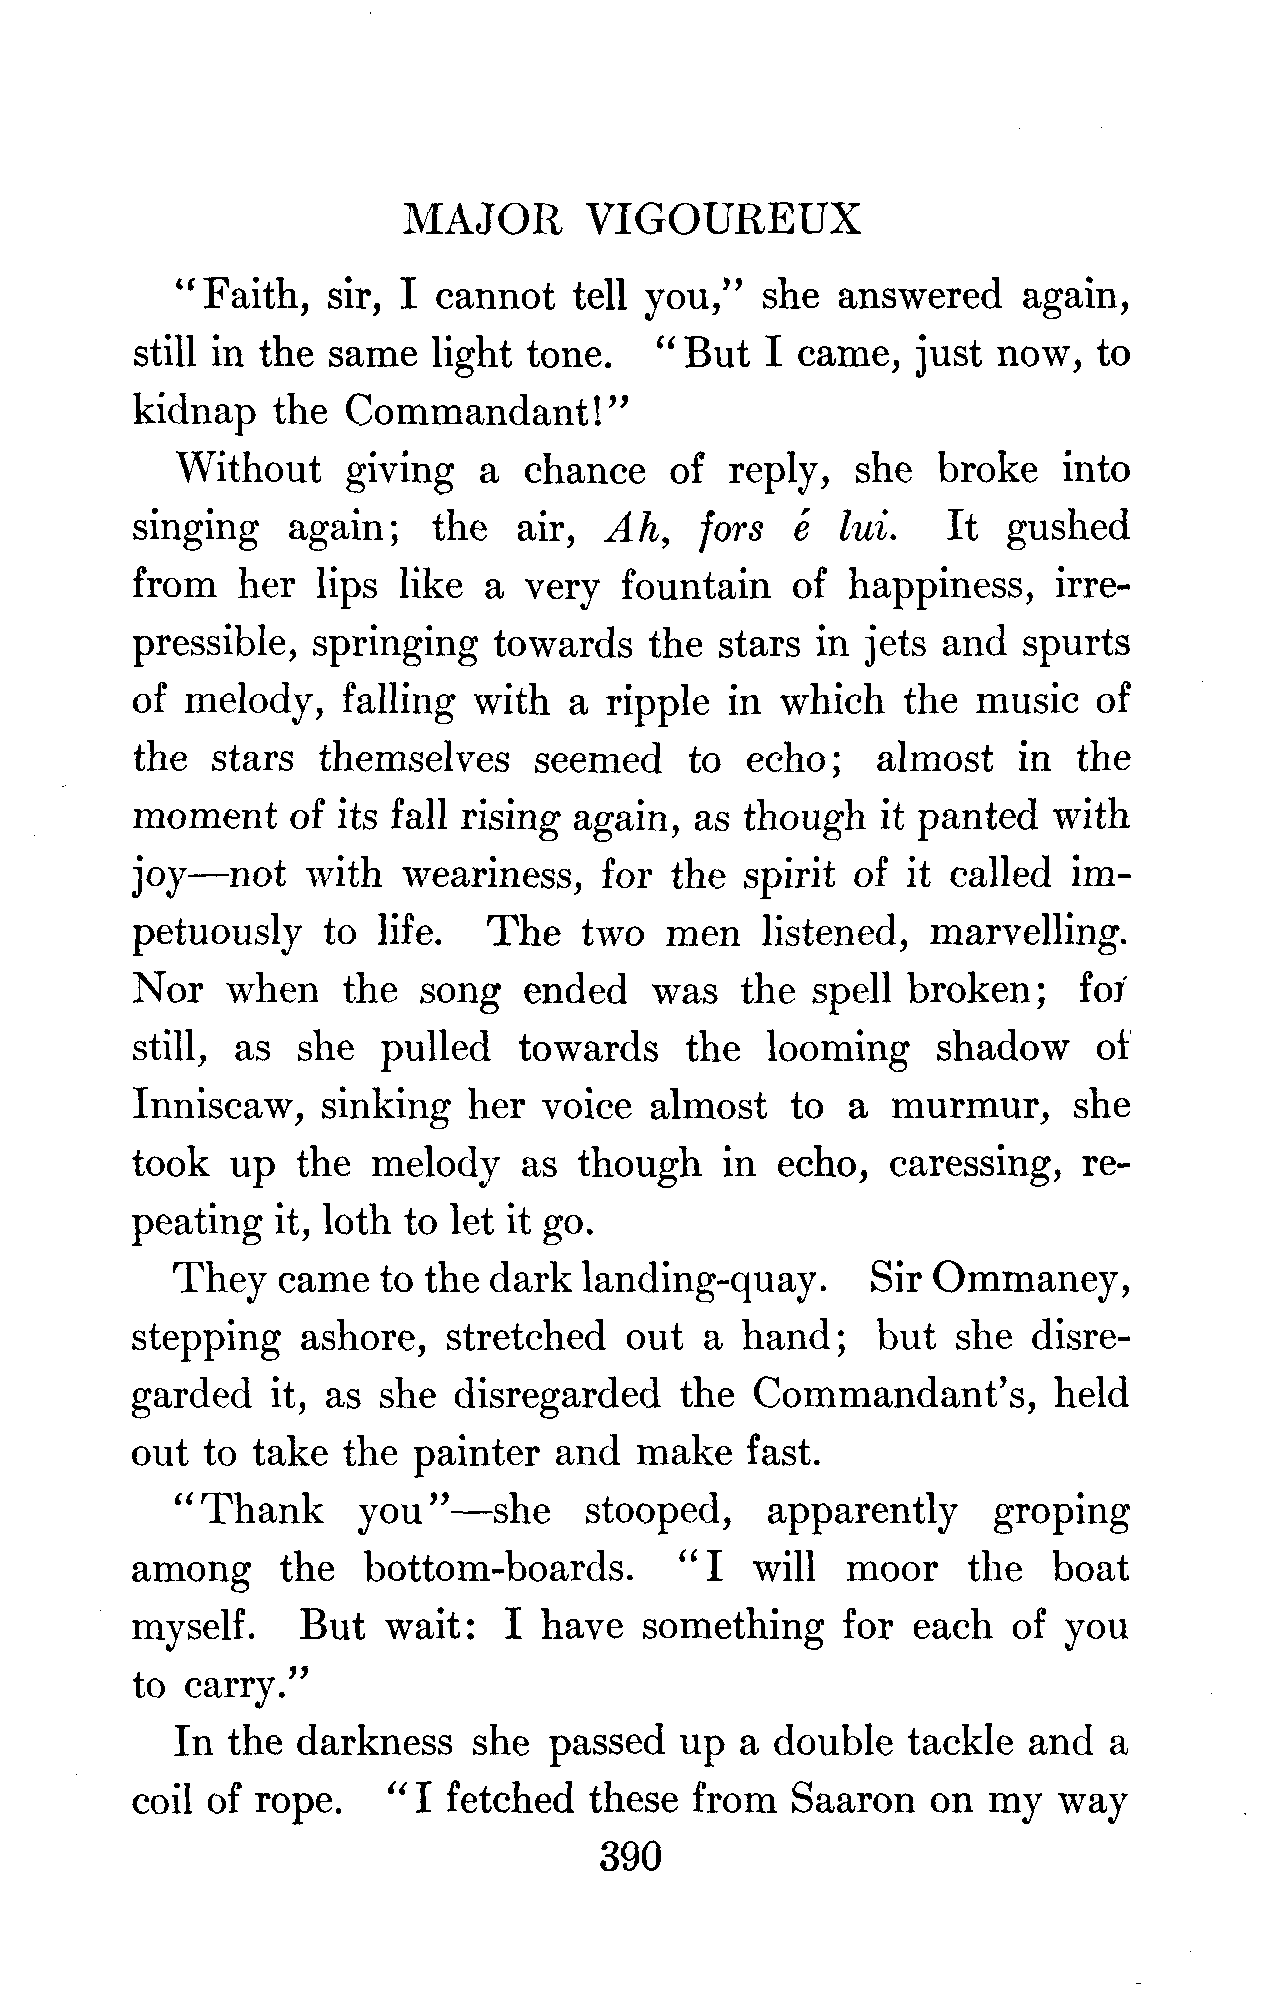 MAJOR VIGOUREUX
“Faith, sir, I cannot tell you,” she answered again,
still in the same light tone. “But I came, just now, to
kidnap the Commandant!”
Without giving a chance of reply, she broke into
singing again; the air, Ah, fors é lui. It gushed
from her lips like a very fountain of happiness, irre-
pressible, springing towards the stars in jets and spurts
of melody, falling with a ripple in which the music of
the stars themselves seemed to echo; almost in the
moment of its fall rising again, as though it panted with
joy—not with weariness, for the spirit of it called im-
petuously to life. The two men listened, marvelling.
Nor when the song ended was the spell broken; for
still, as she pulled towards the looming shadow of
Inniscaw, sinking her voice almost to a murmur, she
took up the melody as though in echo, caressing, re-
peating it, loth to let it go.
They came to the dark landing-quay. Sir Ommaney,
stepping ashore, stretched out a hand; but she disre-
garded it, as she disregarded the Commandant’s, held
out to take the painter and make fast.
“Thank you”—she stooped, apparently groping
among the bottom-boards. “I will moor the boat
myself. But wait: I have something for each of you
to carry.”
In the darkness she passed up a double tackle and a
coil of rope. “I fetched these from Saaron on my way
390